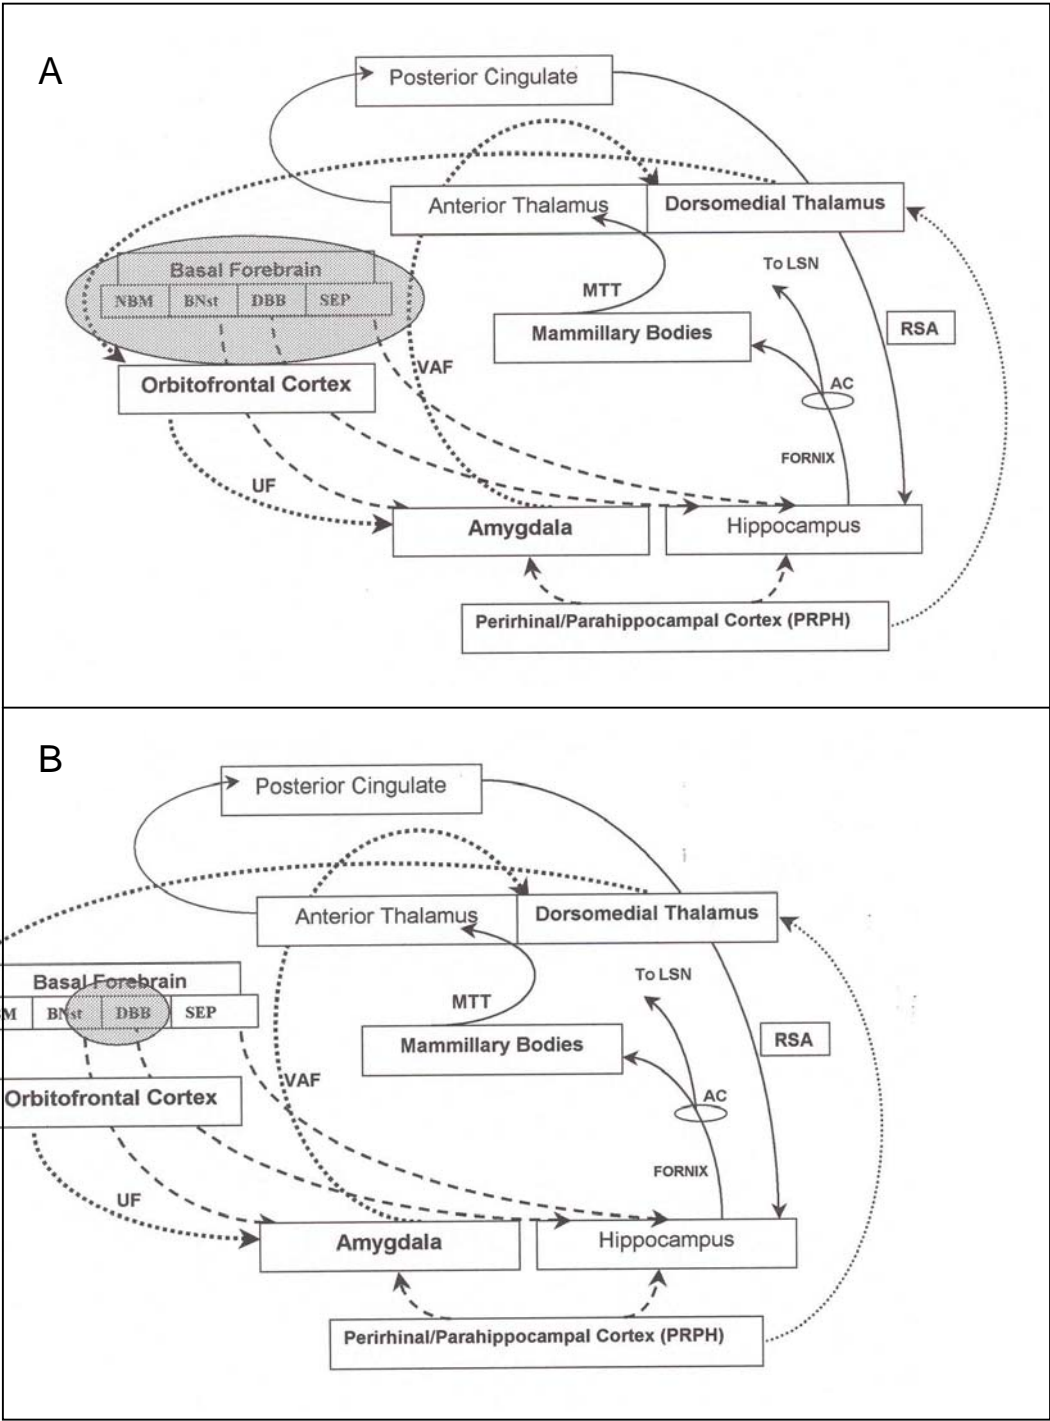 A
Posterior Cingulate
Anterior Thalamus
Dorsomedial Thalamus
Basal Forebrain
NBM BNst DBB SEP
To LSN
MTT
Mammillary Bodies
RSA
Orbitofrontal Cortex
VAF
AC
FORNIX
UF
Amygdala
Hippocampus
Perirhinal/Parahippocampal Cortex (PRPH)
B
Posterior Cingulate
Anterior Thalamus
Dorsomedial Thalamus
Basal Forebrain
M BNst DBB SEP
To LSN
MTT
Mammillary Bodies
RSA
Orbitofrontal Cortex
VAF
AC
FORNIX
UF
Amygdala
Hippocampus
Perirhinal/Parahippocampal Cortex (PRPH)